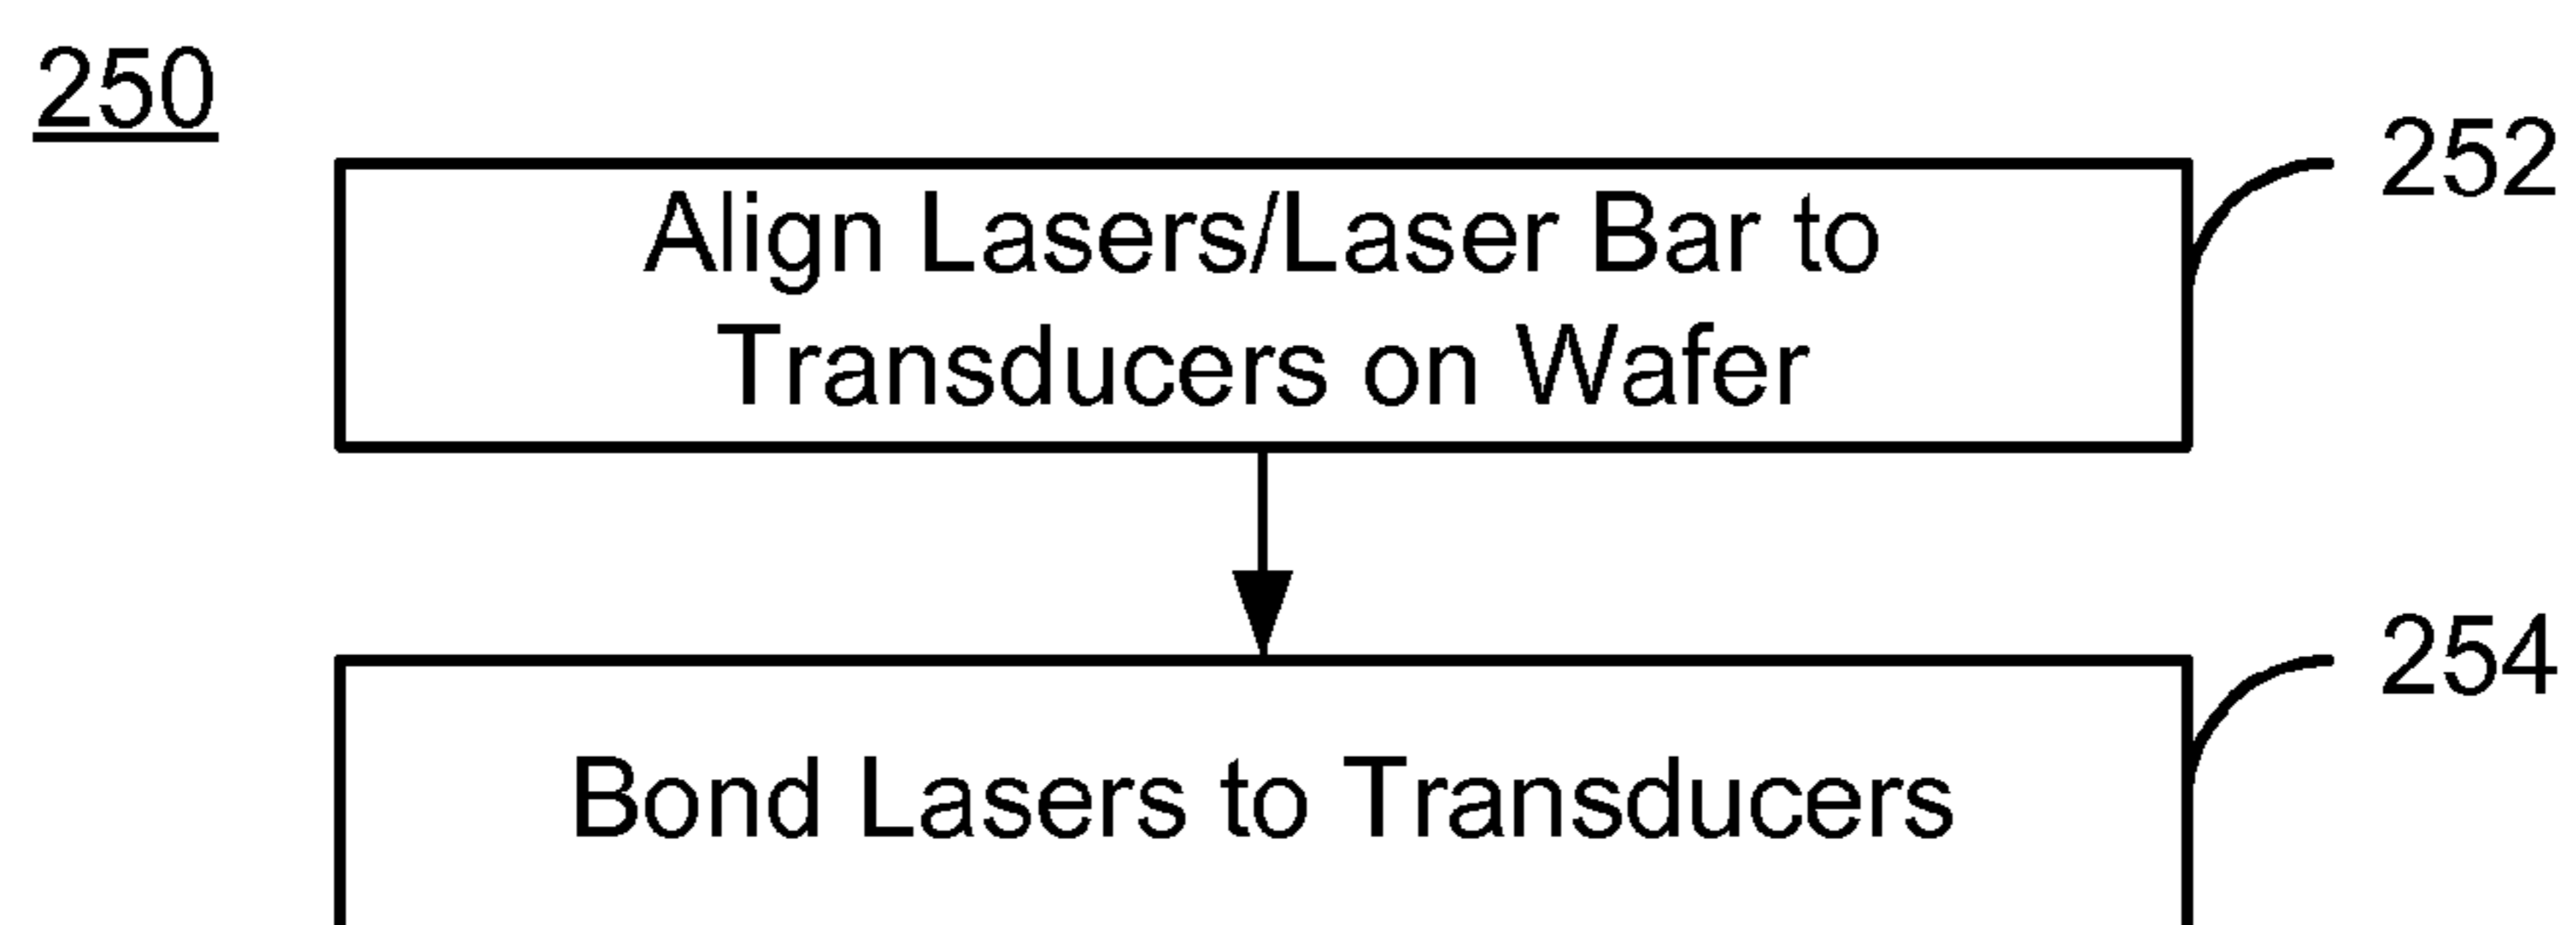 250
252
Align Lasers/Laser Bar to
Transducers on Wafer
254
Bond Lasers to Transducers